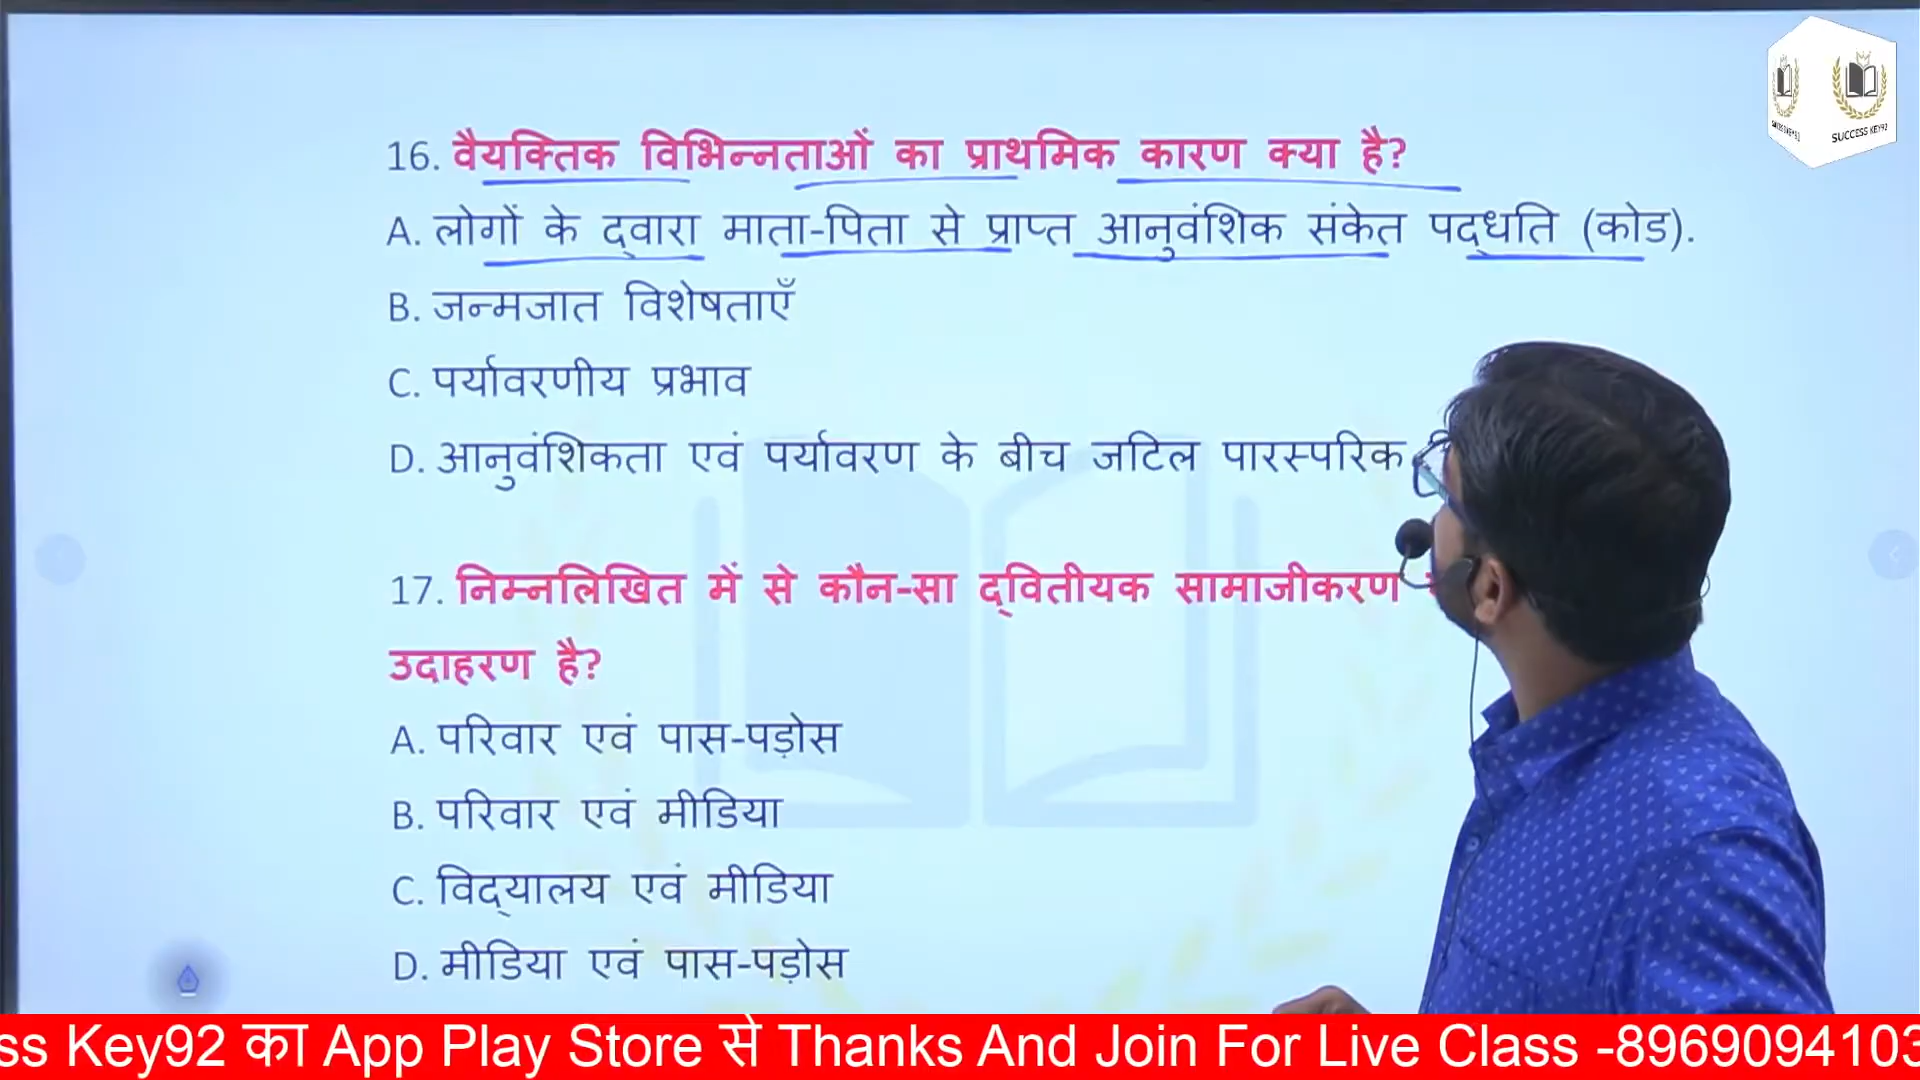 SUCCESS KEY92
16. वैयक्तिक विभिन्नताओं का प्राथमिक कारण क्या है?
A. लोगों के द्वारा माता-पिता से प्राप्त आनुवंशिक संकेत पद्धति (कोड).
B. जन्मजात विशेषताएँ
C. पर्यावरणीय प्रभाव
D. आनुवंशिकता एवं पर्यावरण के बीच जटिल पारस्परिक
17. निम्नलिखित में से कौन-सा द्वितीयक सामाजीकरण
उदाहरण है?
A. परिवार एवं पास-पड़ोस
B. परिवार एवं मीडिया
C. विद्यालय एवं मीडिया
D. मीडिया एवं पास-पड़ोस
ss Key92 का App Play Store से Thanks And Join For Live Class -8969094103